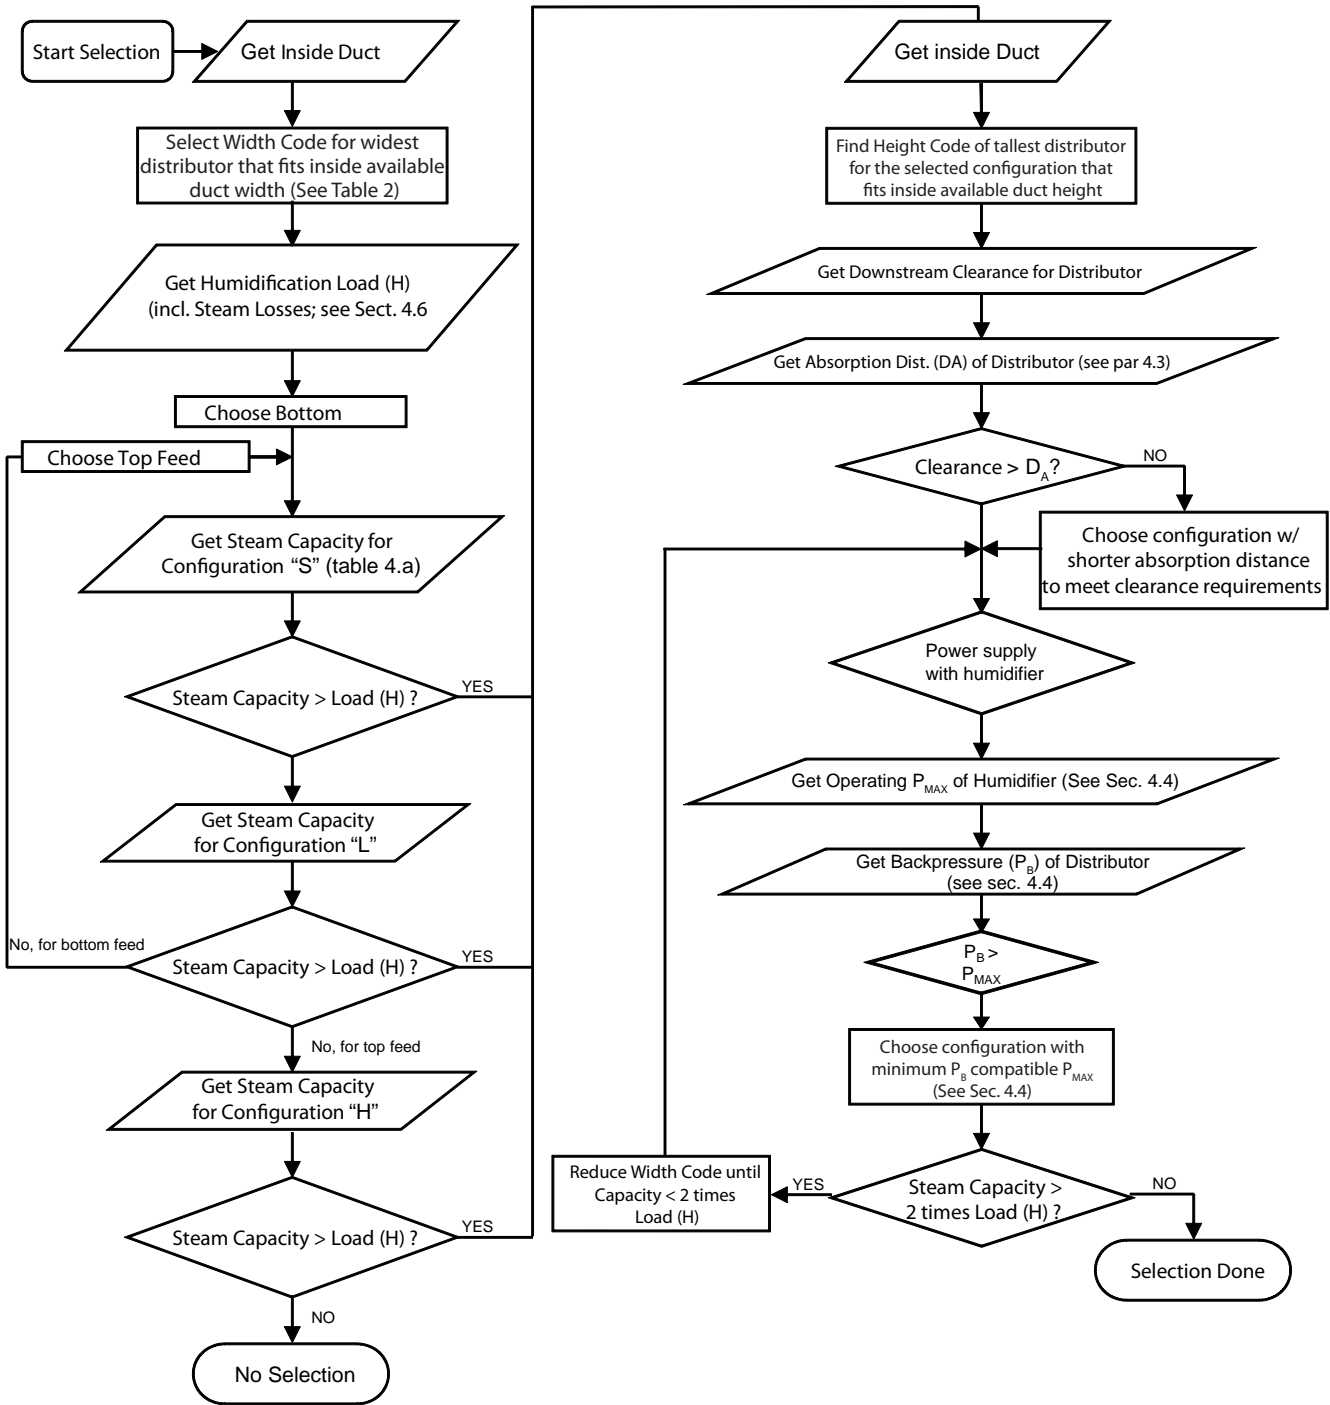 Start Selection
Get Inside Duct
Select Width Code for widest
distributor that fits inside available
duct width (See Table 2)
Get Humidification Load (H)
(incl. Steam Losses; see Sect. 4.6
Choose Bottom
Choose Top Feed
Get Steam Capacity for
Configuration “S” (table 4.a)
Steam Capacity > Load (H) ?
YES
Get Steam Capacity
for Configuration “L”
No, for bottom feed
Steam Capacity > Load (H) ?
YES
No, for top feed
Get Steam Capacity
for Configuration “H”
Steam Capacity > Load (H) ?
YES
NO
No Selection
Get inside Duct
Find Height Code of tallest distributor
for the selected configuration that
fits inside available duct height
Get Downstream Clearance for Distributor
Get Absorption Dist. (DA) of Distributor (see par 4.3)
Clearance > DA?
NO
Choose configuration w/
shorter absorption distance
to meet clearance requirements
Power supply
with humidifier
Get Operating PMAX of Humidifier (See Sec. 4.4)
Get Backpressure (PB) of Distributor
(see sec. 4.4)
PB >
PMAX
Choose configuration with
minimum PB compatible PMAX
(See Sec. 4.4)
Steam Capacity >
2 times Load (H) ?
YES
NO
Reduce Width Code until
Capacity < 2 times
Load (H)
Selection Done